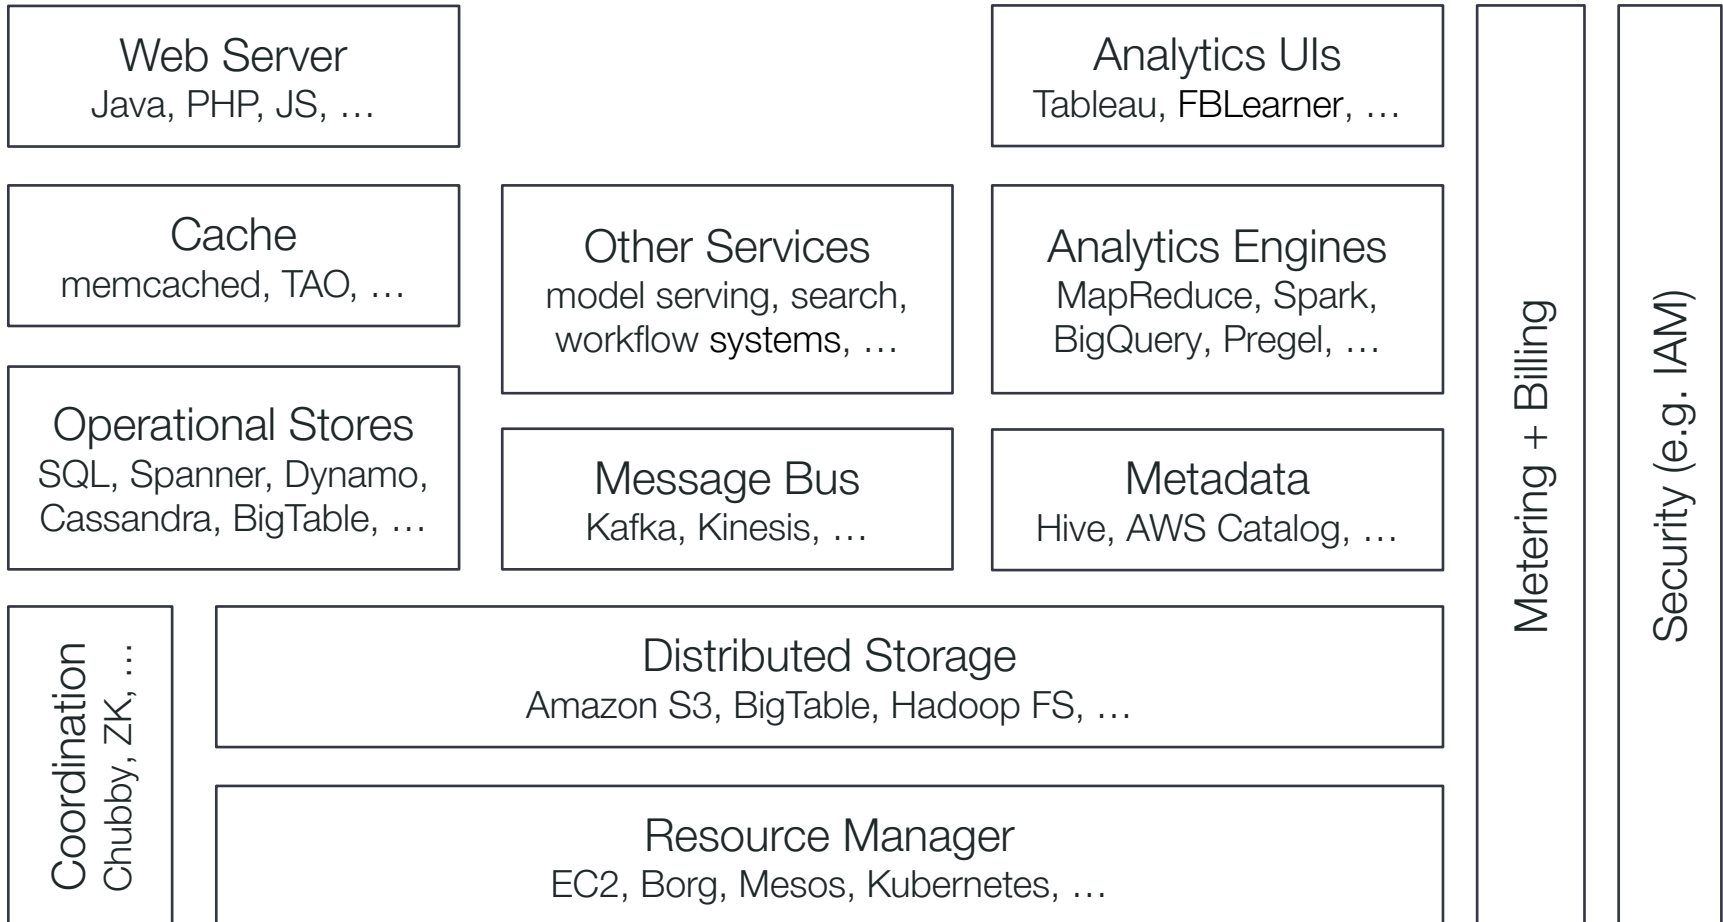 Web Server
Java, PHP, JS, …
Analytics UIs
Tableau, FBLearner, …
Cache
memcached, TAO, …
Other Services
model serving, search,
workflow systems, …
Analytics Engines
MapReduce, Spark,
BigQuery, Pregel, …
Operational Stores
SQL, Spanner, Dynamo,
Cassandra, BigTable, …
Message Bus
Kafka, Kinesis, …
Metadata
Hive, AWS Catalog, …
Coordination
Chubby, ZK, …
Distributed Storage
Amazon S3, BigTable, Hadoop FS, …
Resource Manager
EC2, Borg, Mesos, Kubernetes, …
Metering + Billing
Security (e.g. IAM)